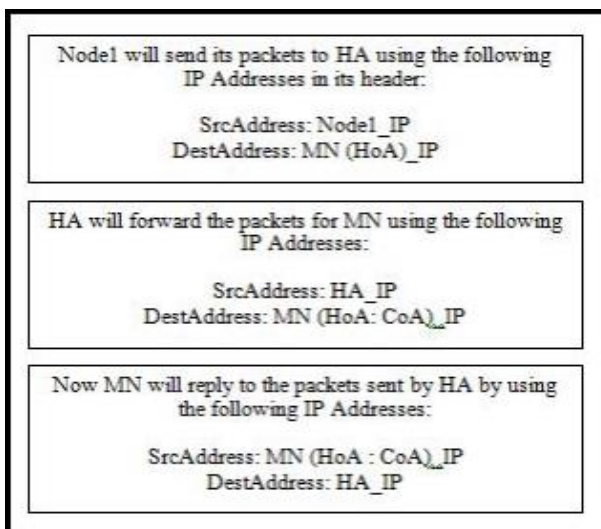 Node1 will send its packets to HA using the following
IP Addresses in its header:
SrcAddress: Node1_IP
DestAddress: MN (HoA)_IP
HA will forward the packets for MN using the following
IP Addresses:
SrcAddress: HA_IP
DestAddress: MN (HoA: CoA)_IP
Now MN will reply to the packets sent by HA by using
the following IP Addresses:
SrcAddress: MN (HoA : CoA)_IP
DestAddress: HA_IP